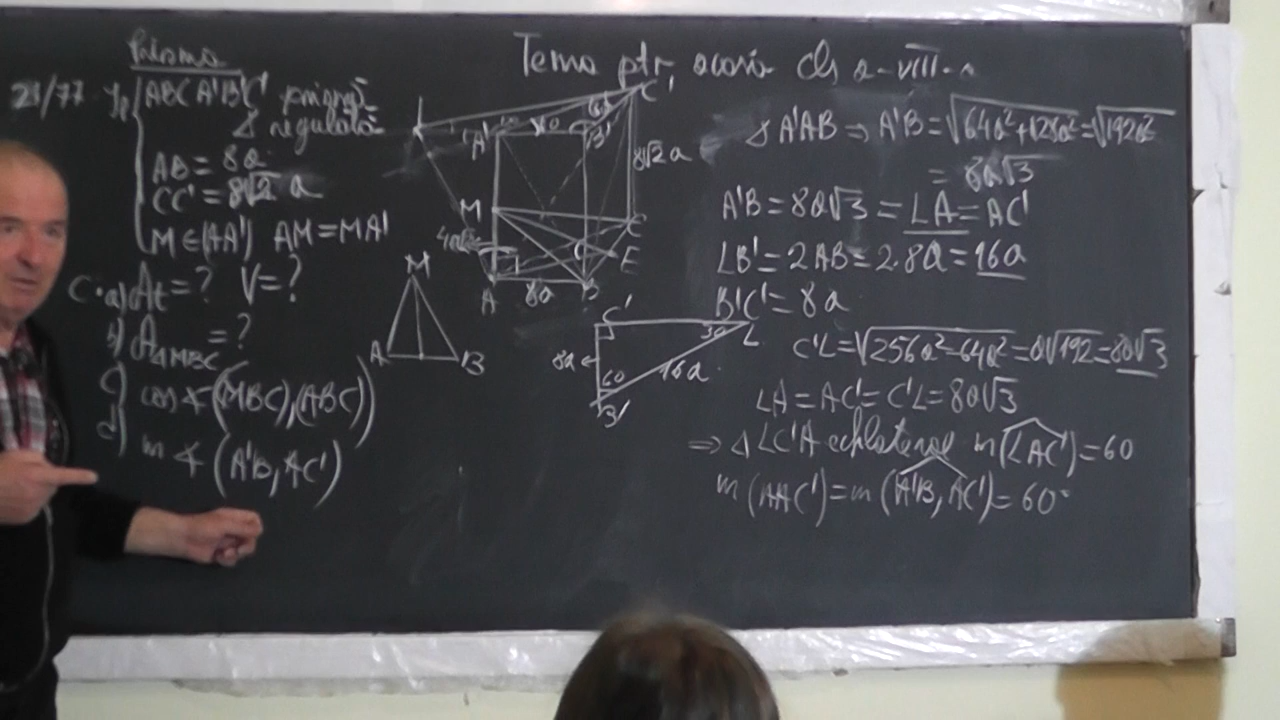 Prisma
Tema ptr. acasă cls a-VIII-a
23/77 Ip ABCA'B'C' prismă
Δ regulată
AB = 8a
CC' = 8√2 a
M ∈ (AA') AM = MA'
C. a) At = ? V = ?
b) A ΔMBC = ?
c) cos ∢ ((MBC),(ABC))
d) m ∢ (A'B, AC')
L A' 60 B' C'
8√2 a
M
C
E
A 8a B
M
A B
C' 30 L
8a 16a
60
B'
Δ A'AB ⇒ A'B = √64a²+128a² = √192a²
= 8a√3
A'B = 8a√3 = LA = AC'
LB' = 2AB = 2·8a = 16a
B'C' = 8a
C'L = √256a²-64a² = a√192 = 8a√3
LA = AC' = C'L = 8a√3
⇒ Δ LC'A echilateral m(LAC') = 60
m(AAC') = m(A'B, AC') = 60°